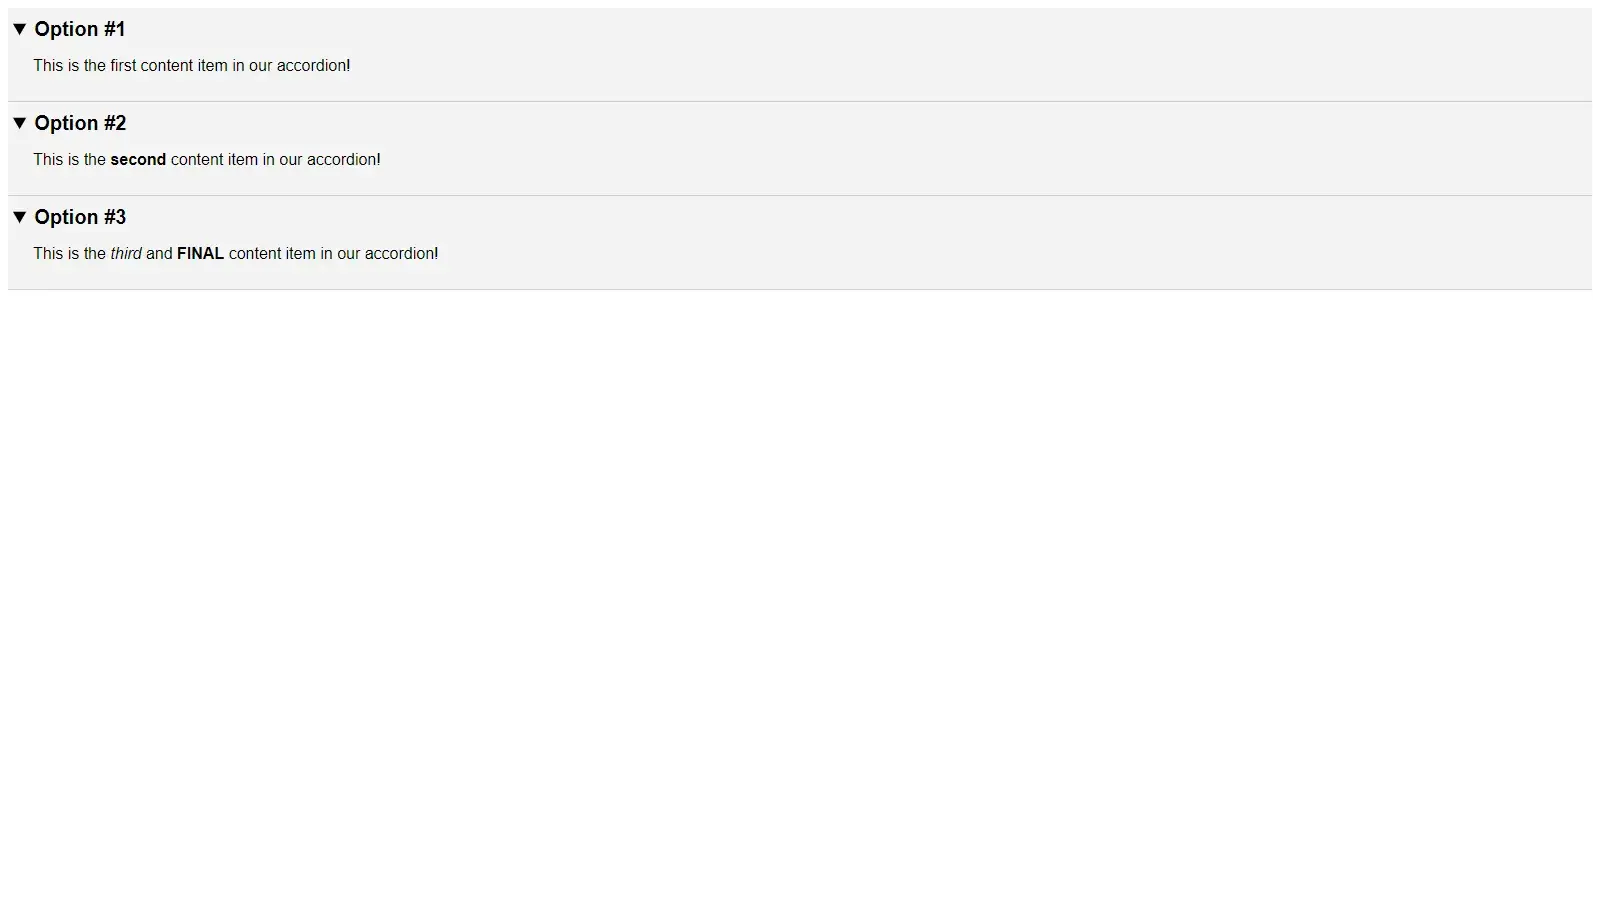 Option #1
This is the first content item in our accordion!
Option #2
This is the second content item in our accordion!
Option #3
This is the third and FINAL content item in our accordion!